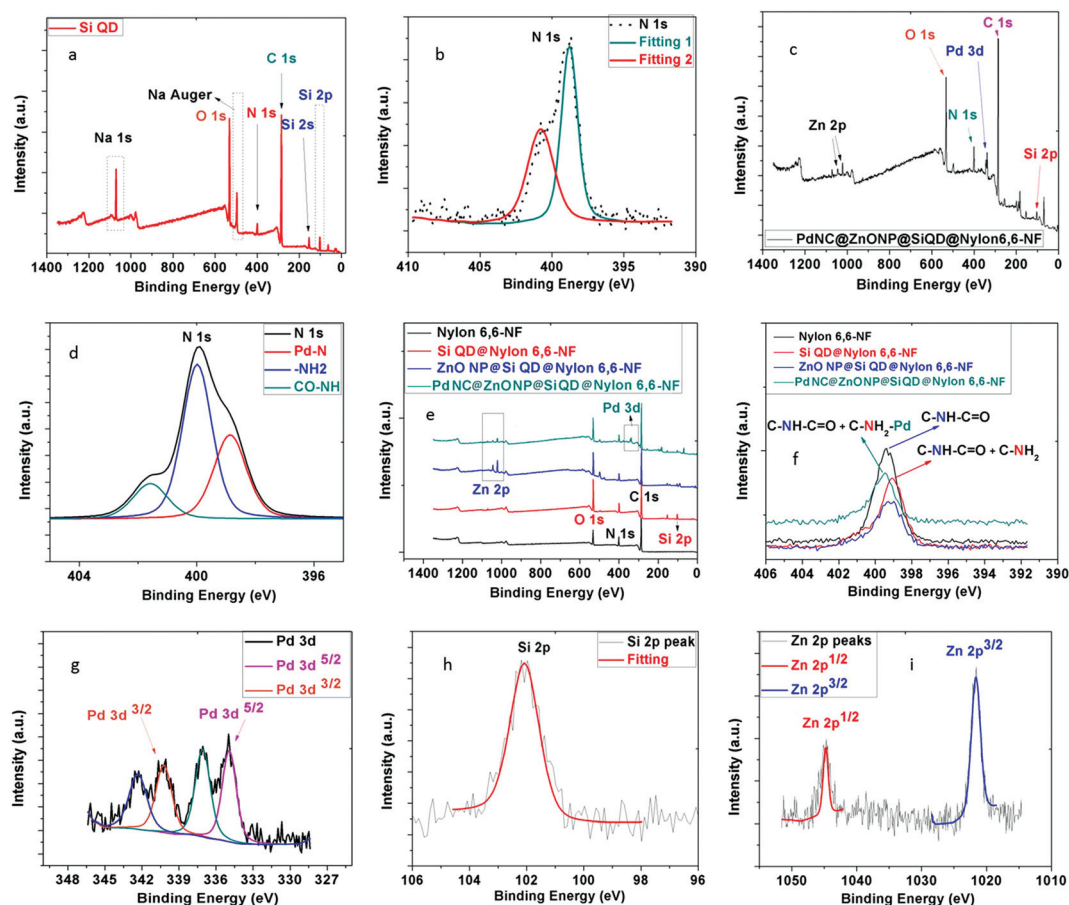 Si QD
a
C 1s
Na Auger
Si 2p
O 1s
N 1s
Na 1s
Si 2s
Intensity (a.u.)
1400 1200 1000 800 600 400 200 0
Binding Energy (eV)
N 1s
Fitting 1
Fitting 2
b
N 1s
Intensity (a.u.)
410 405 400 395 390
Binding Energy (eV)
C 1s
c
O 1s
Pd 3d
N 1s
Zn 2p
Si 2p
PdNC@ZnONP@SiQD@Nylon6,6-NF
Intensity (a.u.)
1400 1200 1000 800 600 400 200 0
Binding Energy (eV)
d
N 1s
N 1s
Pd-N
-NH2
CO-NH
Intensity (a.u.)
404 400 396
Binding Energy (eV)
Nylon 6,6-NF
Si QD@Nylon 6,6-NF
ZnO NP@Si QD@Nylon 6,6-NF
Pd NC@ZnONP@SiQD@Nylon 6,6-NF
e
Pd 3d
Zn 2p
C 1s
O 1s
N 1s
Si 2p
Intensity (a.u.)
1400 1200 1000 800 600 400 200 0
Binding Energy (eV)
Nylon 6,6-NF
Si QD@Nylon 6,6-NF
ZnO NP@Si QD@Nylon 6,6-NF
Pd NC@ZnONP@SiQD@Nylon 6,6-NF
C-NH-C=O + C-NH2-Pd
C-NH-C=O
f
C-NH-C=O + C-NH2
Intensity (a.u.)
406 404 402 400 398 396 394 392 390
Binding Energy (eV)
g
Pd 3d
Pd 3d 5/2
Pd 3d 3/2
Pd 3d 3/2
Pd 3d 5/2
Intensity (a.u.)
348 345 342 339 336 333 330 327
Binding Energy (eV)
Si 2p
Si 2p peak
Fitting
h
Intensity (a.u.)
106 104 102 100 98 96
Binding Energy (eV)
Zn 2p peaks
Zn 2p1/2
Zn 2p3/2
Zn 2p3/2
i
Zn 2p1/2
Intensity (a.u.)
1050 1040 1030 1020 1010
Binding Energy (eV)